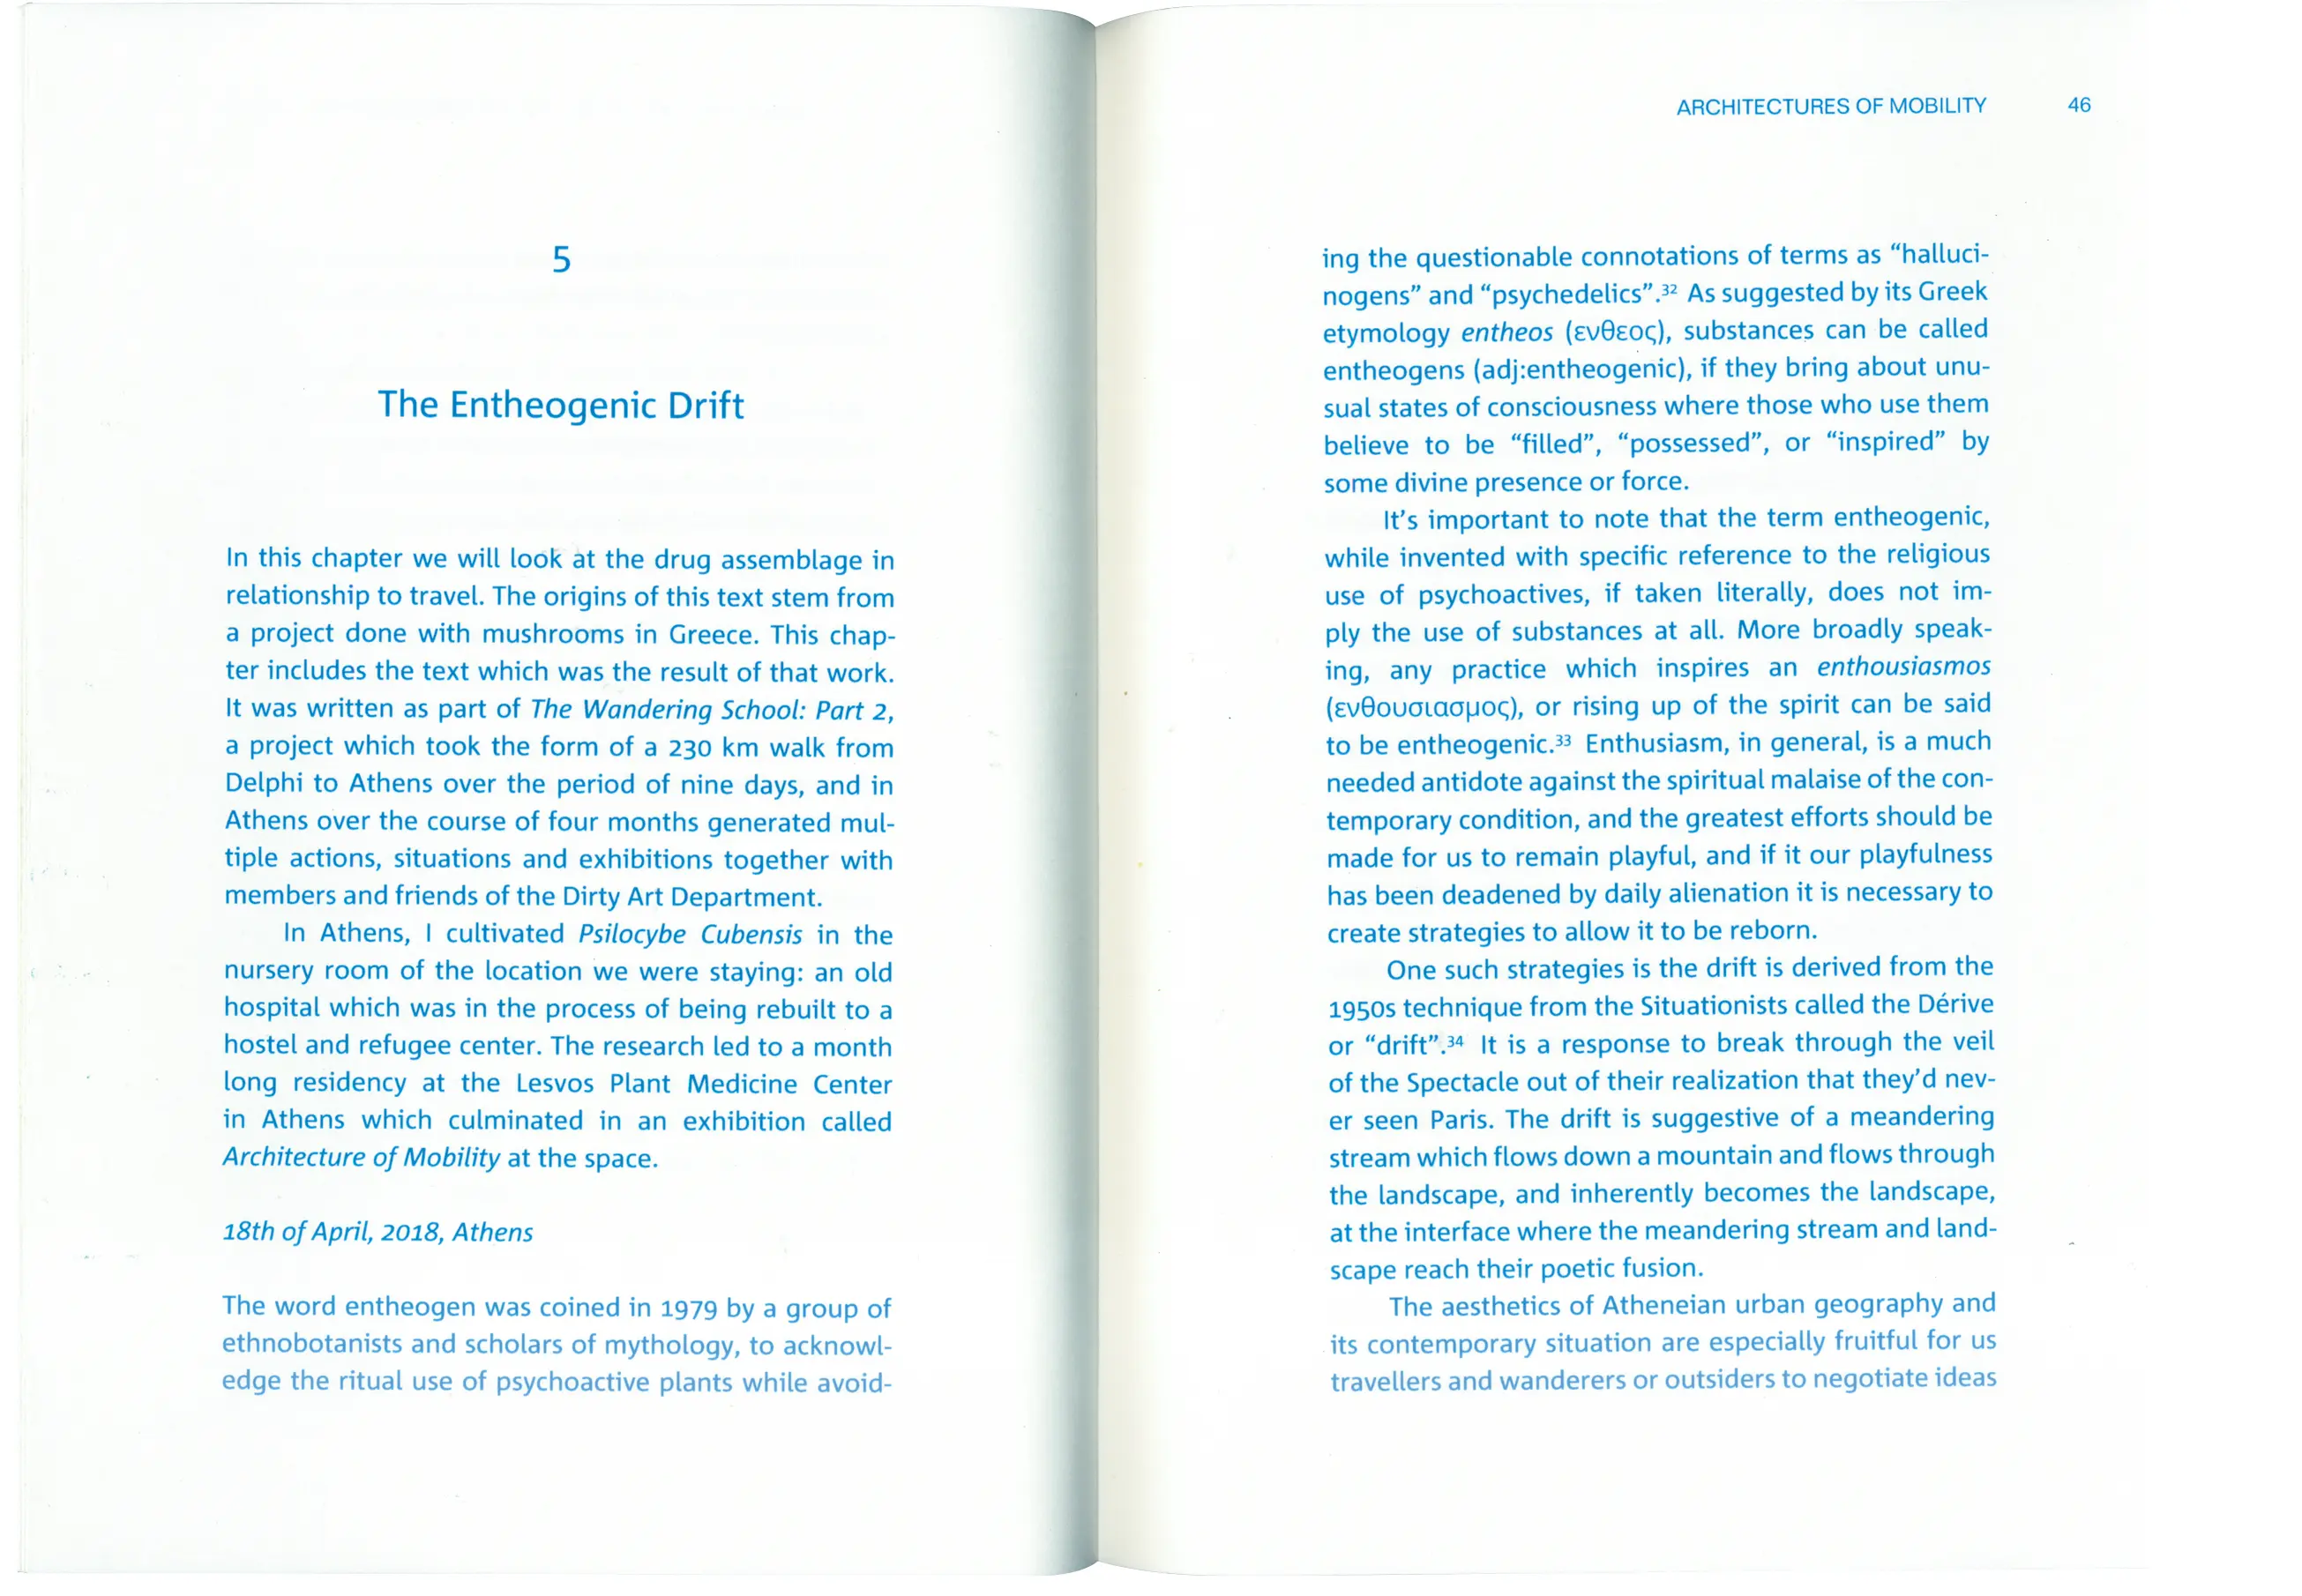 5
The Entheogenic Drift
In this chapter we will look at the drug assemblage in
relationship to travel. The origins of this text stem from
a project done with mushrooms in Greece. This chap-
ter includes the text which was the result of that work.
It was written as part of The Wandering School: Part 2,
a project which took the form of a 230 km walk from
Delphi to Athens over the period of nine days, and in
Athens over the course of four months generated mul-
tiple actions, situations and exhibitions together with
members and friends of the Dirty Art Department.
In Athens, I cultivated Psilocybe Cubensis in the
nursery room of the location we were staying: an old
hospital which was in the process of being rebuilt to a
hostel and refugee center. The research led to a month
long residency at the Lesvos Plant Medicine Center
in Athens which culminated in an exhibition called
Architecture of Mobility at the space.
18th of April, 2018, Athens
The word entheogen was coined in 1979 by a group of
ethnobotanists and scholars of mythology, to acknowl-
edge the ritual use of psychoactive plants while avoid-
ARCHITECTURES OF MOBILITY 46
ing the questionable connotations of terms as “halluci-
nogens” and “psychedelics”.³² As suggested by its Greek
etymology entheos (ενθεος), substances can be called
entheogens (adj:entheogenic), if they bring about unu-
sual states of consciousness where those who use them
believe to be “filled”, “possessed”, or “inspired” by
some divine presence or force.
It’s important to note that the term entheogenic,
while invented with specific reference to the religious
use of psychoactives, if taken literally, does not im-
ply the use of substances at all. More broadly speak-
ing, any practice which inspires an enthousiasmos
(ενθουσιασμος), or rising up of the spirit can be said
to be entheogenic.³³ Enthusiasm, in general, is a much
needed antidote against the spiritual malaise of the con-
temporary condition, and the greatest efforts should be
made for us to remain playful, and if it our playfulness
has been deadened by daily alienation it is necessary to
create strategies to allow it to be reborn.
One such strategies is the drift is derived from the
1950s technique from the Situationists called the Dérive
or “drift”.³⁴ It is a response to break through the veil
of the Spectacle out of their realization that they’d nev-
er seen Paris. The drift is suggestive of a meandering
stream which flows down a mountain and flows through
the landscape, and inherently becomes the landscape,
at the interface where the meandering stream and land-
scape reach their poetic fusion.
The aesthetics of Atheneian urban geography and
its contemporary situation are especially fruitful for us
travellers and wanderers or outsiders to negotiate ideas